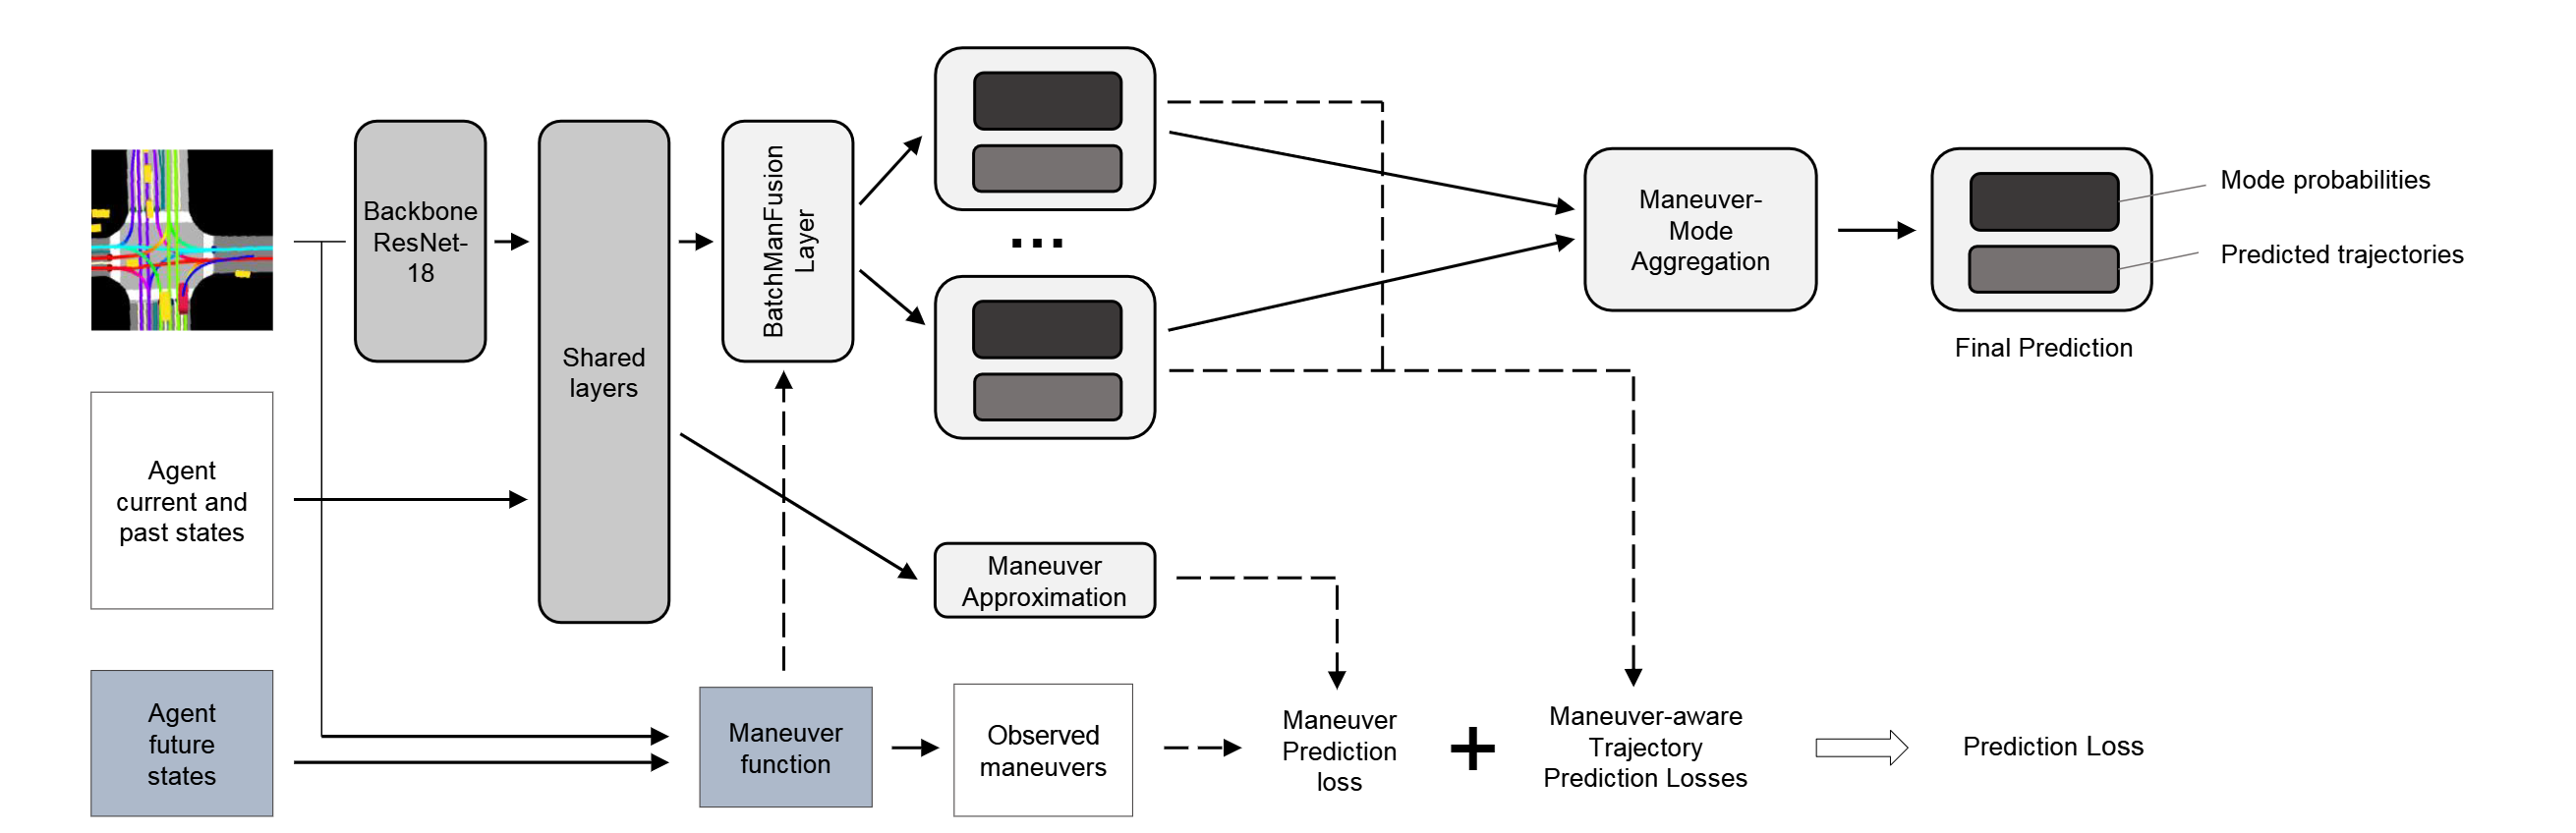 Backbone
ResNet-
18
Shared
layers
BatchManFusion
Layer
Maneuver-
Mode
Aggregation
Mode probabilities
Predicted trajectories
Final Prediction
Agent
current and
past states
Maneuver
Approximation
Agent
future
states
Maneuver
function
Observed
maneuvers
Maneuver
Prediction
loss
+
Maneuver-aware
Trajectory
Prediction Losses
Prediction Loss